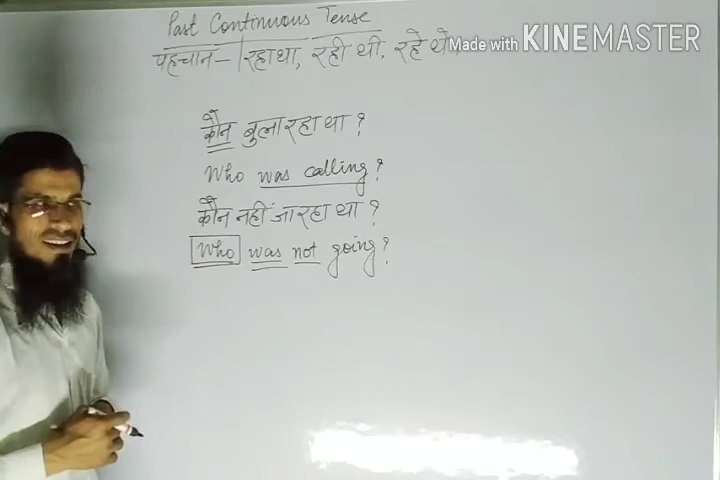 Past Continuous Tense
पहचान – रहा था, रही थी, रहे थे
Made with KINEMASTER
कौन बुला रहा था ?
Who was calling?
कौन नहीं जा रहा था ?
Who was not going?